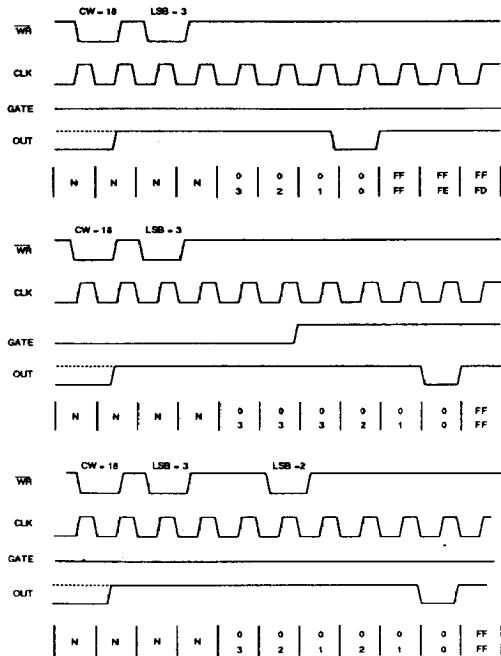 CW = 18 LSB = 3
WR
CLK
GATE
OUT
N N N N 0 0 0 0 FF FF FF
3 2 1 0 FF FE FD
CW = 18 LSB = 3
WR
CLK
GATE
OUT
N N N N 0 0 0 0 0 0 FF
3 3 3 2 1 0 FF
CW = 18 LSB = 3 LSB =2
WR
CLK
GATE
OUT
N N N N 0 0 0 0 0 0 FF
3 2 1 2 1 0 FF